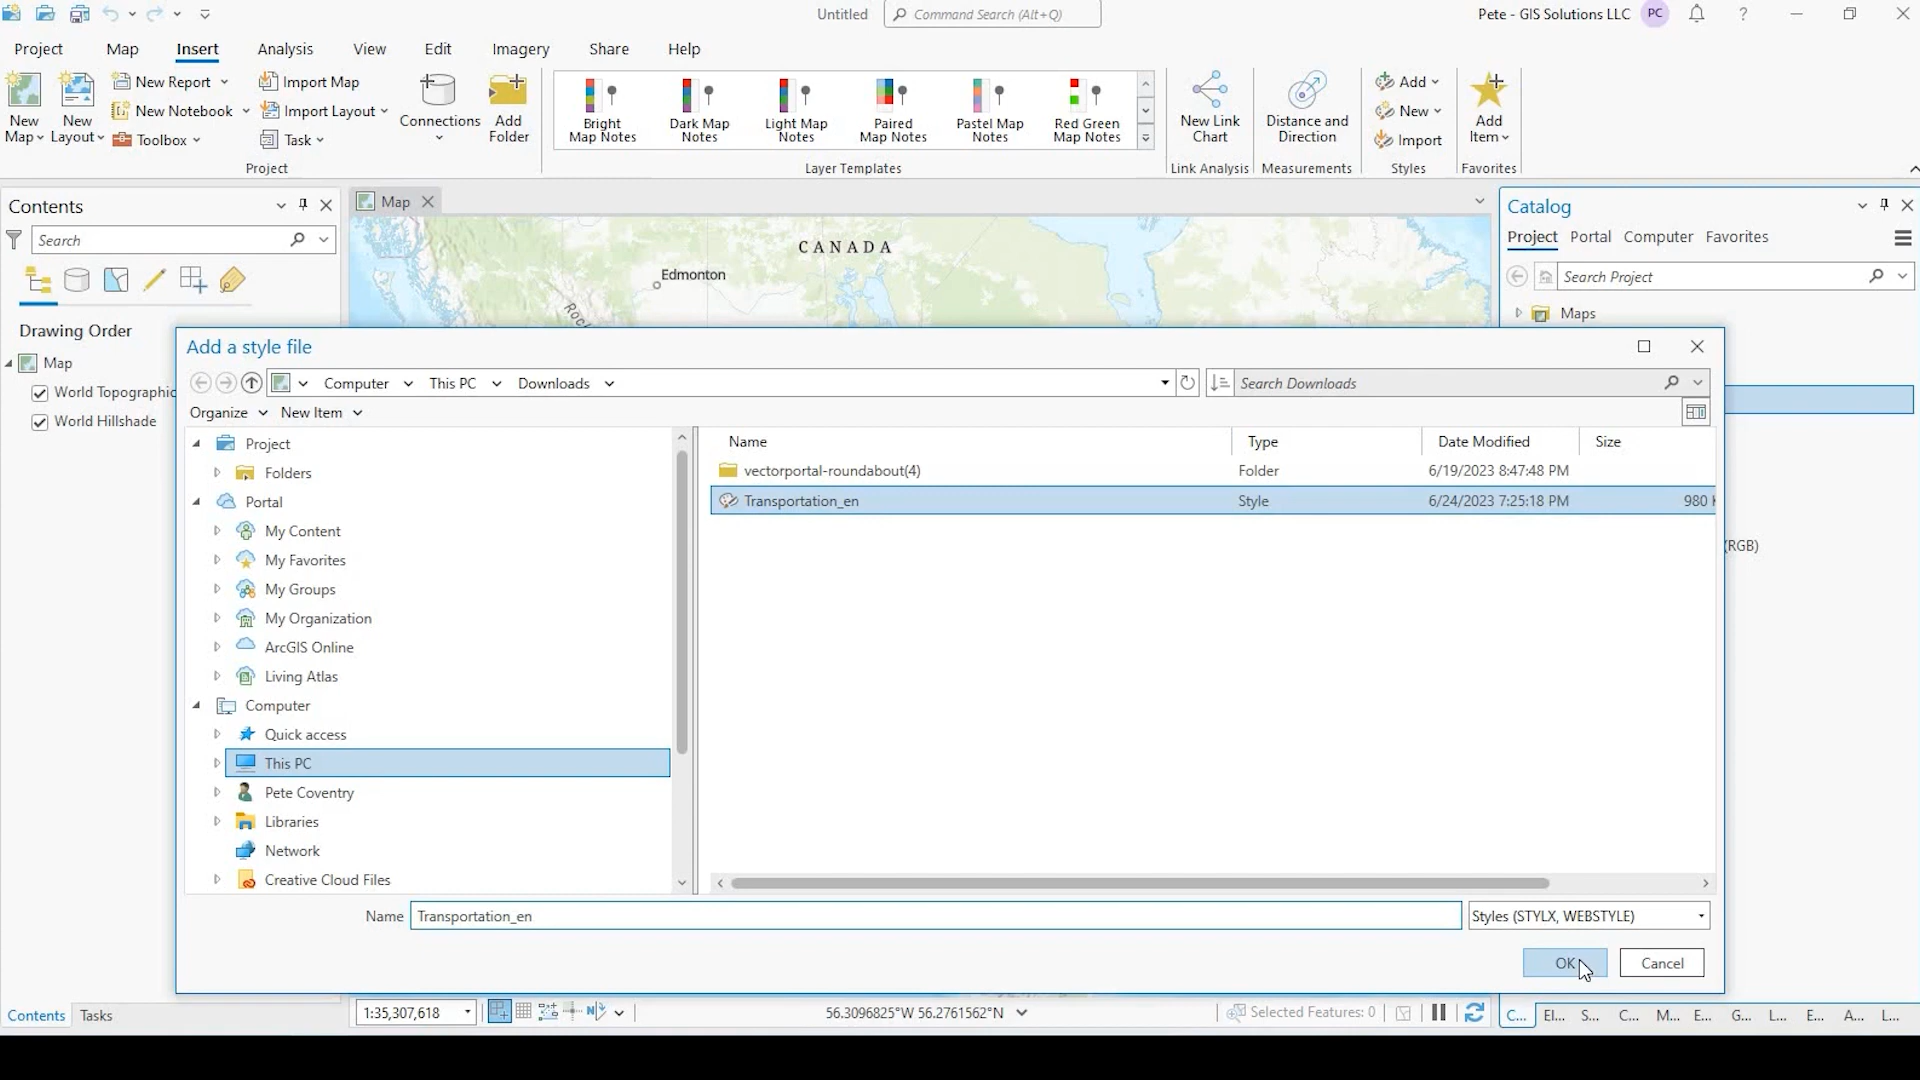 Untitled
Command Search (Alt+Q)
Pete - GIS Solutions LLC
PC
?
Project Map Insert Analysis View Edit Imagery Share Help
New Map
New Layout
New Report
New Notebook
Toolbox
Import Map
Import Layout
Task
Connections
Add Folder
Project
Bright Map Notes
Dark Map Notes
Light Map Notes
Paired Map Notes
Pastel Map Notes
Red Green Map Notes
Layer Templates
New Link Chart
Link Analysis
Distance and Direction
Measurements
Add
New
Import
Styles
Add Item
Favorites
Contents
Search
Drawing Order
Map
World Topographic
World Hillshade
Map
CANADA
Edmonton
Catalog
Project Portal Computer Favorites
Search Project
Maps
(RGB)
Add a style file
Computer This PC Downloads
Search Downloads
Organize New Item
Project
Folders
Portal
My Content
My Favorites
My Groups
My Organization
ArcGIS Online
Living Atlas
Computer
Quick access
This PC
Pete Coventry
Libraries
Network
Creative Cloud Files
Name Type Date Modified Size
vectorportal-roundabout(4) Folder 6/19/2023 8:47:48 PM
Transportation_en Style 6/24/2023 7:25:18 PM 980
Name Transportation_en Styles (STYLX, WEBSTYLE)
OK Cancel
Contents Tasks
1:35,307,618
56.3096825°W 56.2761562°N
Selected Features: 0
C... El... S... C... M... E... G... L... E... A... L...